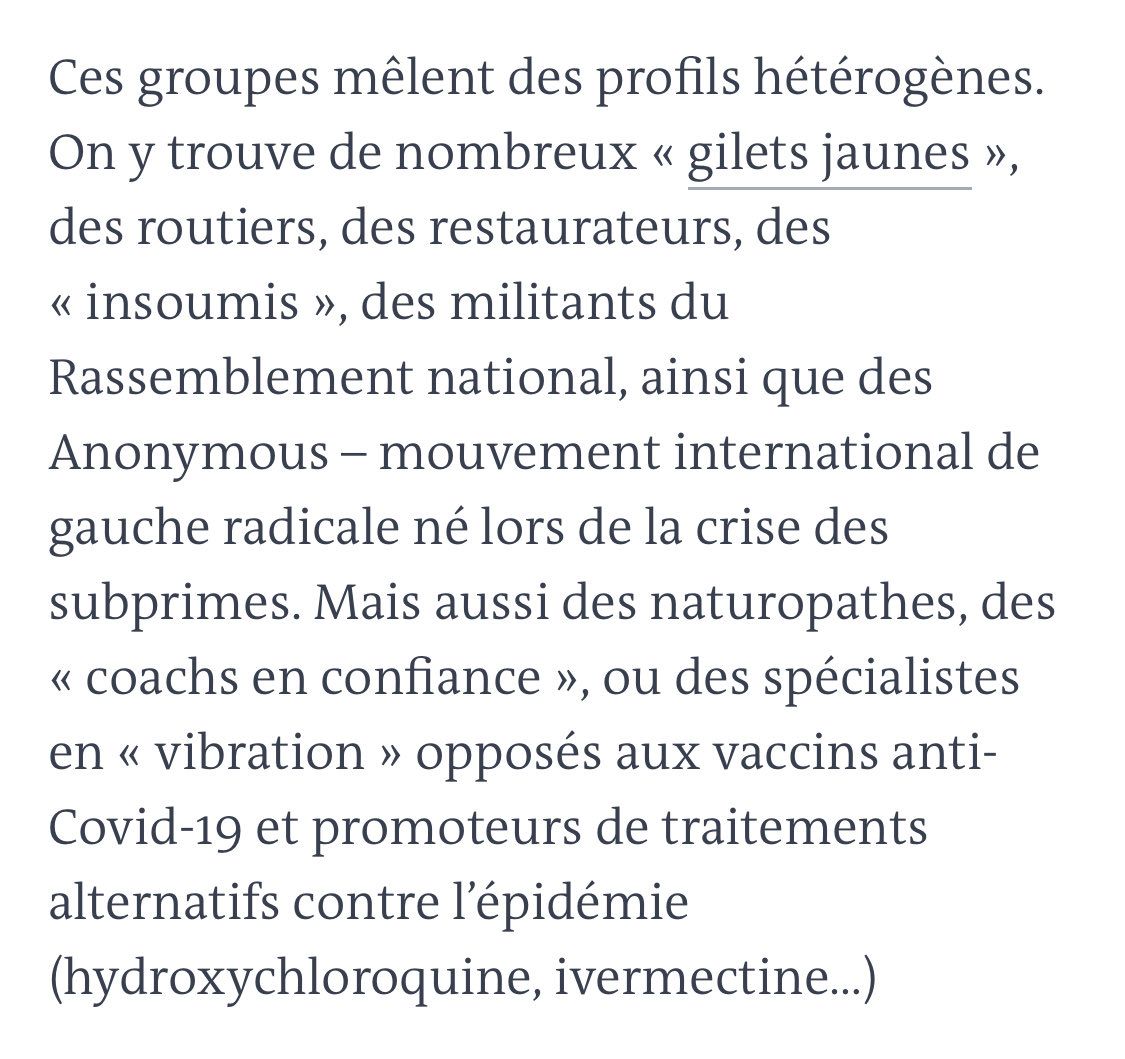 Ces groupes mêlent des profils hétérogènes.
On y trouve de nombreux « gilets jaunes »,
des routiers, des restaurateurs, des
« insoumis », des militants du
Rassemblement national, ainsi que des
Anonymous – mouvement international de
gauche radicale né lors de la crise des
subprimes. Mais aussi des naturopathes, des
« coachs en confiance », ou des spécialistes
en « vibration » opposés aux vaccins anti-
Covid-19 et promoteurs de traitements
alternatifs contre l’épidémie
(hydroxychloroquine, ivermectine…)